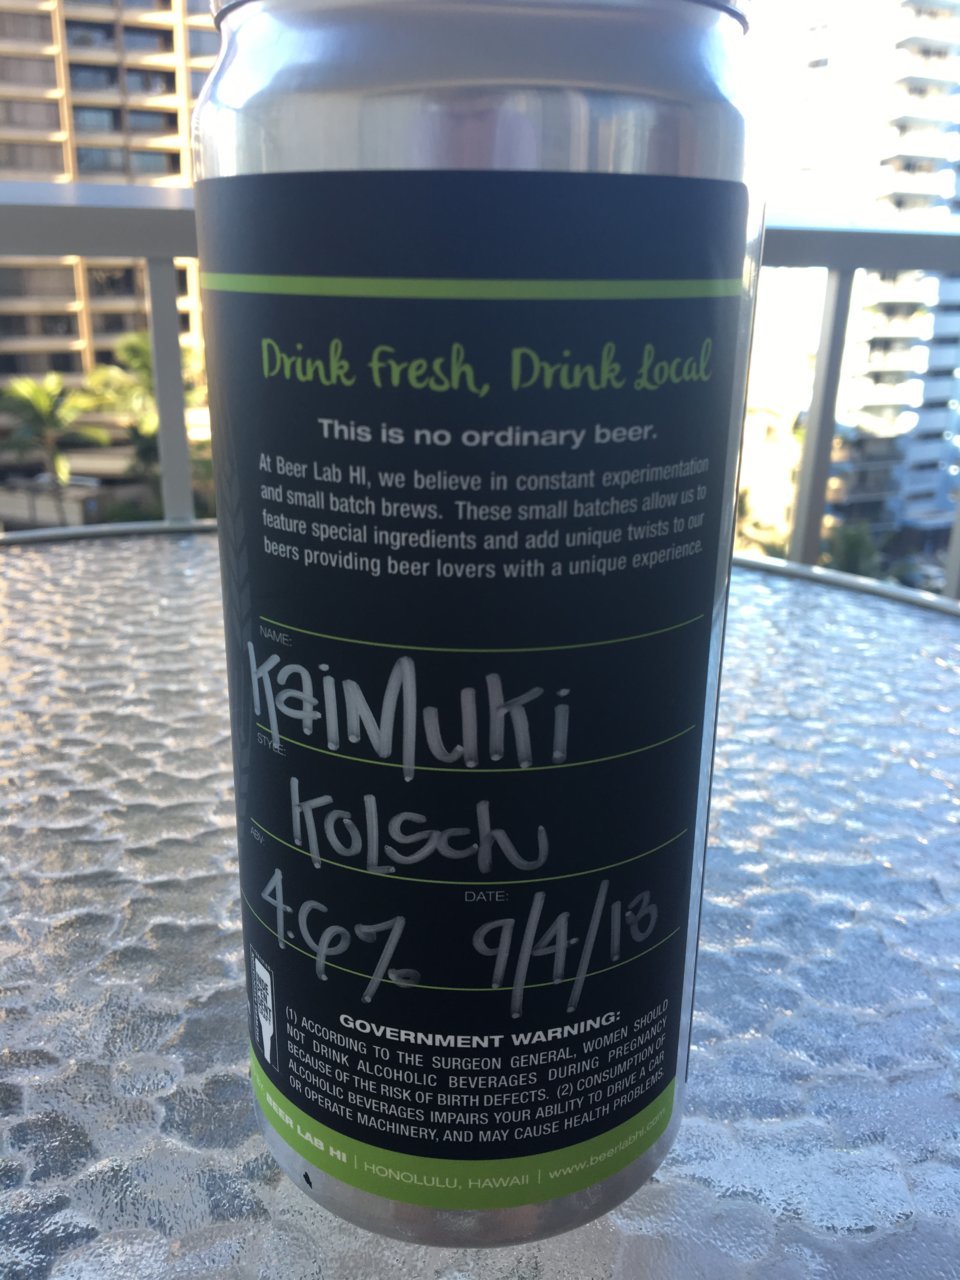 Drink fresh, Drink Local
This is no ordinary beer.
At Beer Lab HI, we believe in constant experimentation
and small batch brews. These small batches allow us to
feature special ingredients and add unique twists to our
beers providing beer lovers with a unique experience.
NAME:
KaiMuKi
STYLE:
Kolsch
ABV:
4.6%
DATE:
9/4/18
GOVERNMENT WARNING:
(1) ACCORDING TO THE SURGEON GENERAL, WOMEN SHOULD
NOT DRINK ALCOHOLIC BEVERAGES DURING PREGNANCY
BECAUSE OF THE RISK OF BIRTH DEFECTS. (2) CONSUMPTION OF
ALCOHOLIC BEVERAGES IMPAIRS YOUR ABILITY TO DRIVE A CAR
OR OPERATE MACHINERY, AND MAY CAUSE HEALTH PROBLEMS.
BEER LAB HI | HONOLULU, HAWAII | www.beerlabhi.com